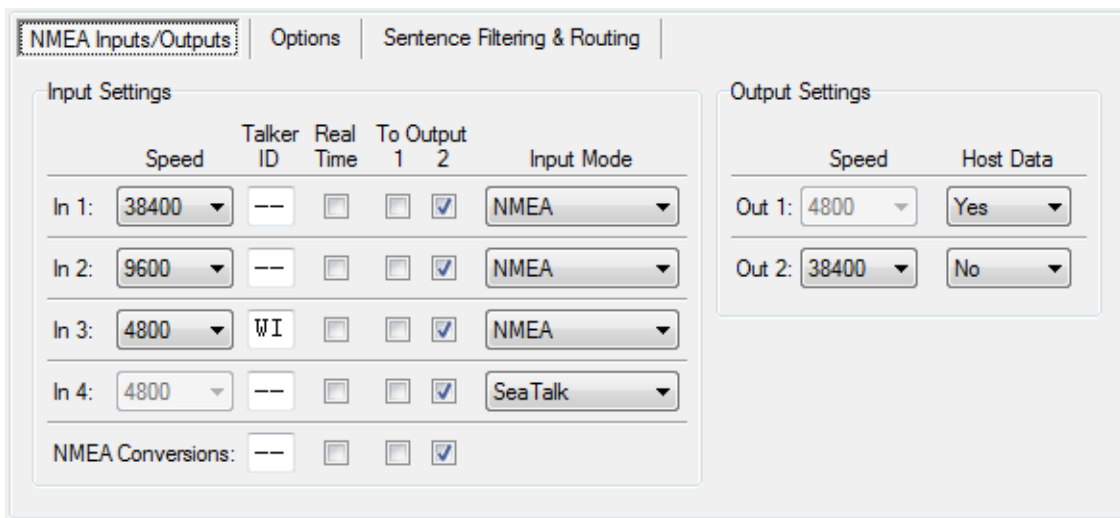 NMEA Inputs/Outputs Options Sentence Filtering & Routing
Input Settings Output Settings
Talker Real To Output
Speed ID Time 1 2 Input Mode Speed Host Data
In 1: 38400 -- NMEA Out 1: 4800 Yes
In 2: 9600 -- NMEA Out 2: 38400 No
In 3: 4800 WI NMEA
In 4: 4800 -- SeaTalk
NMEA Conversions: --